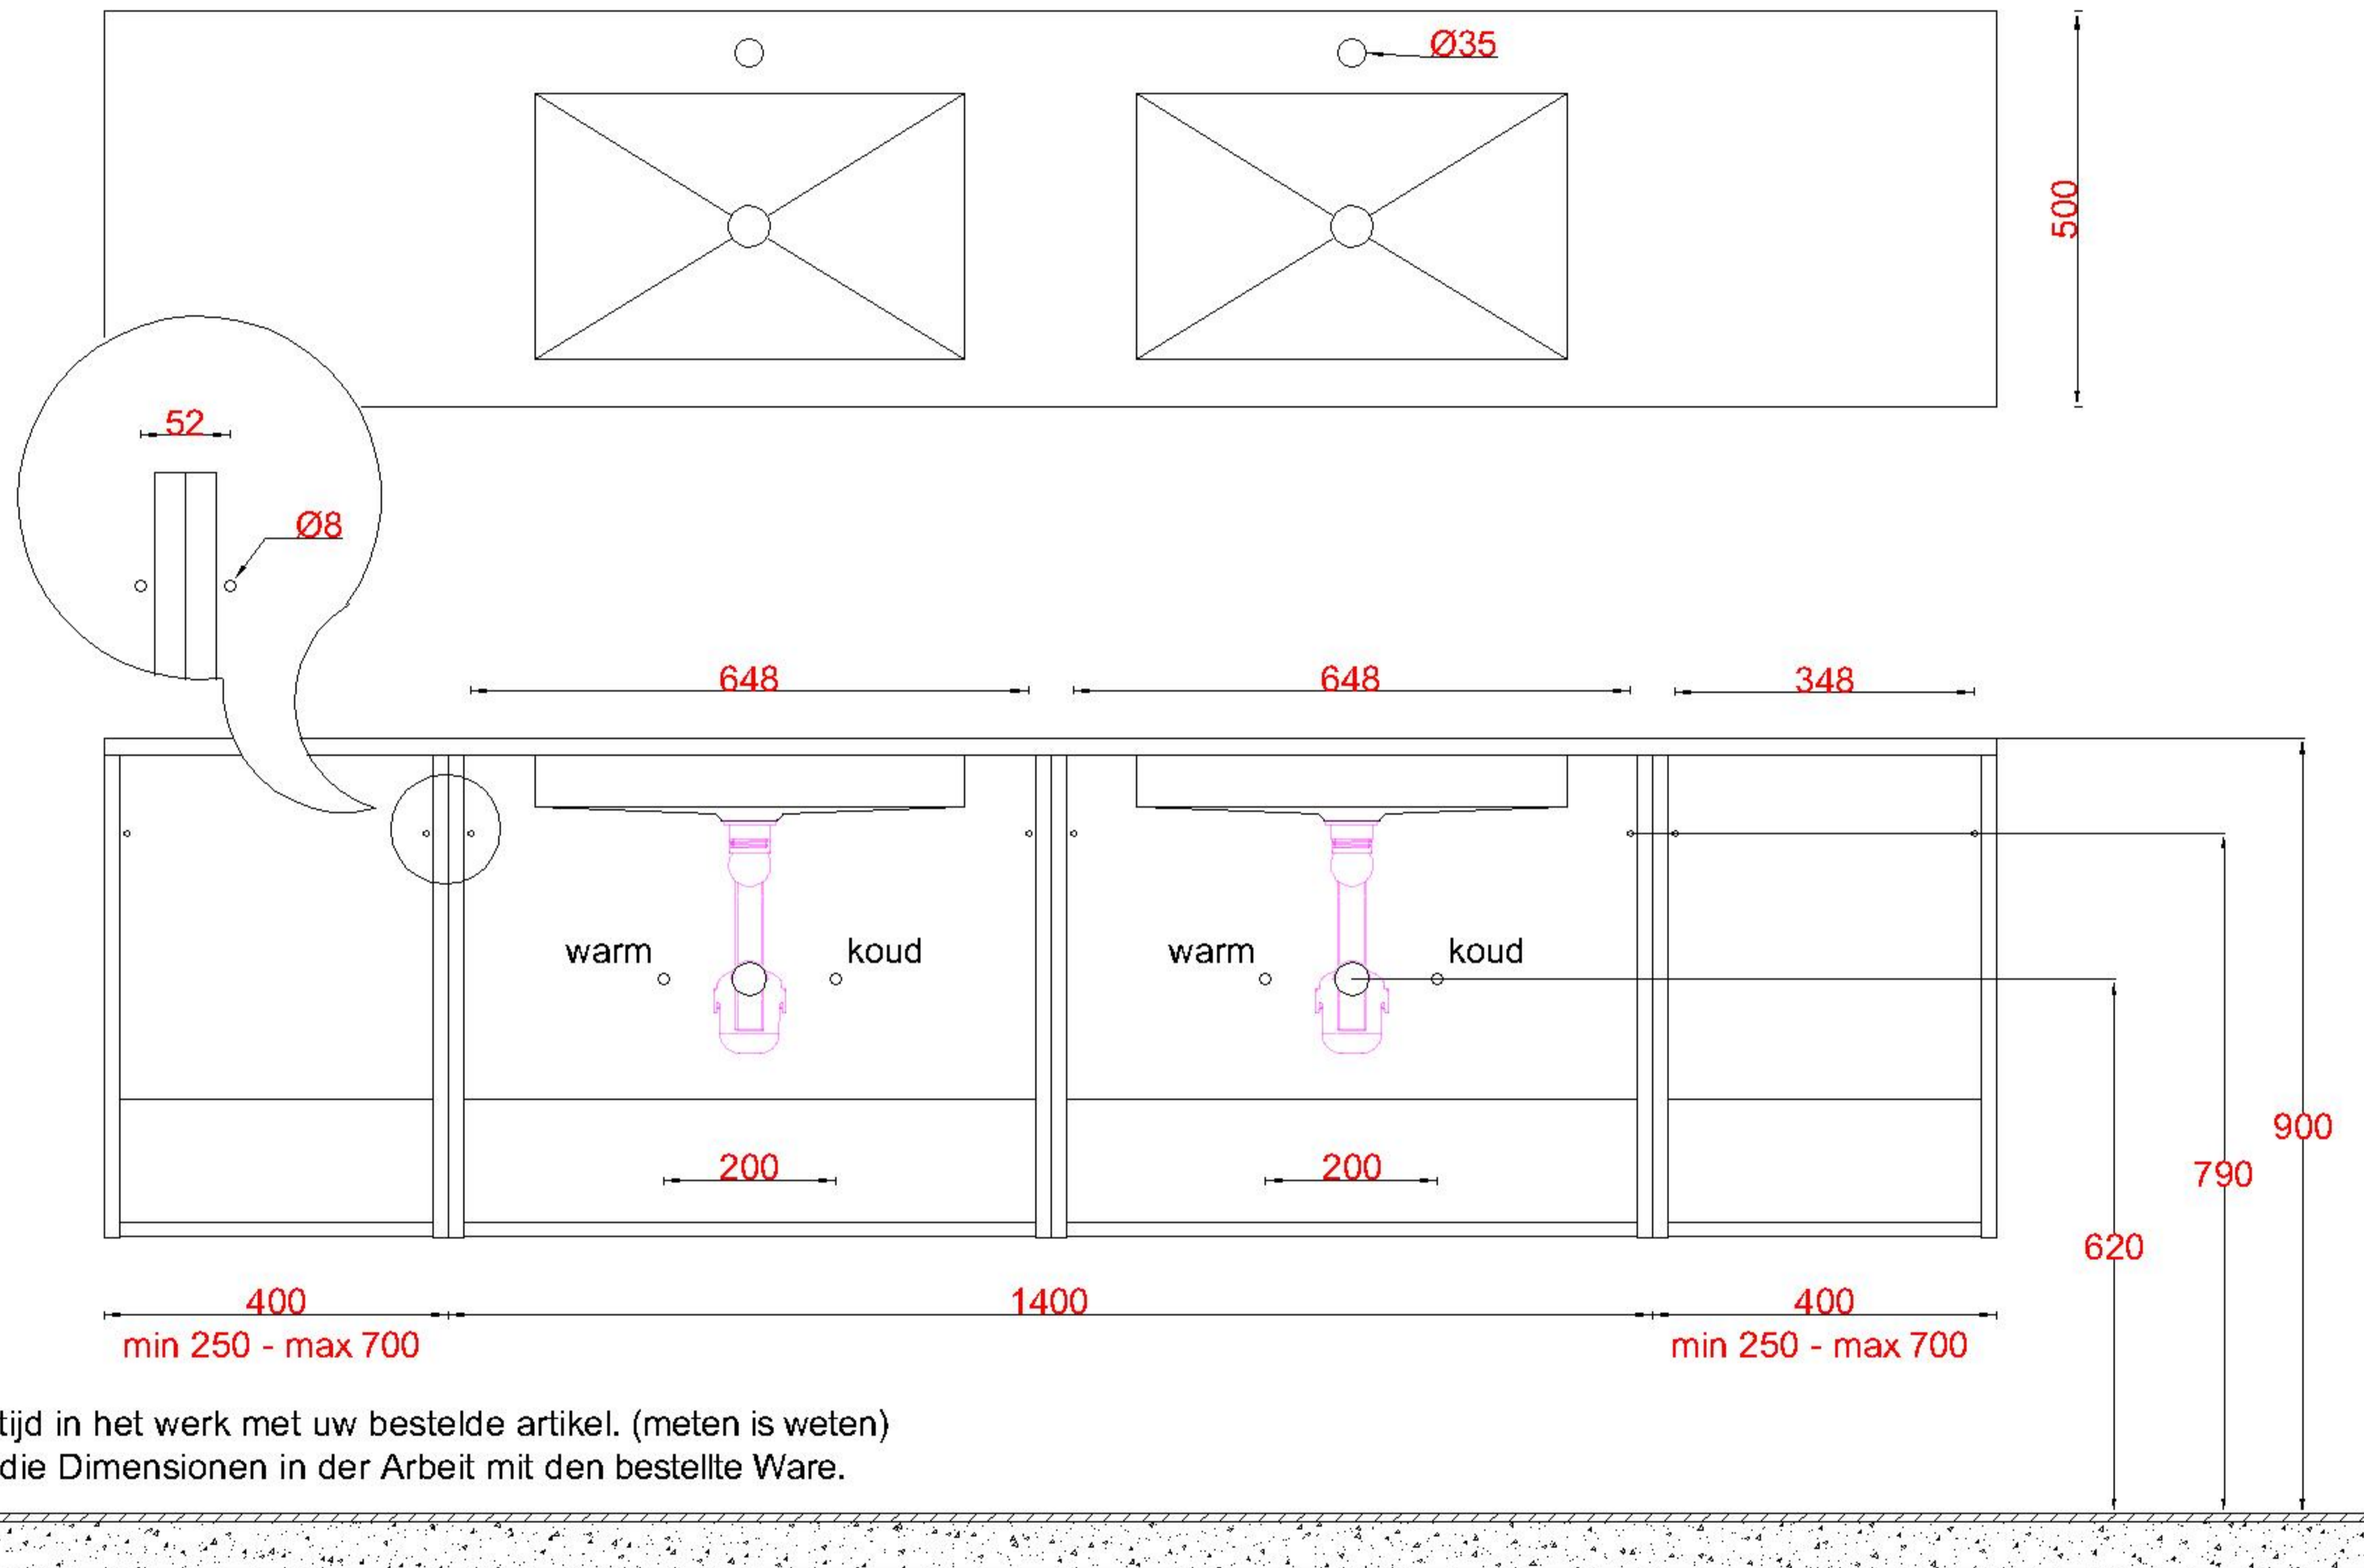 Ø35
500
52
Ø8
648 648 348
warm koud warm koud
200 200
900
790
620
400 1400 400
min 250 - max 700 min 250 - max 700
tijd in het werk met uw bestelde artikel. (meten is weten)
die Dimensionen in der Arbeit mit den bestellte Ware.